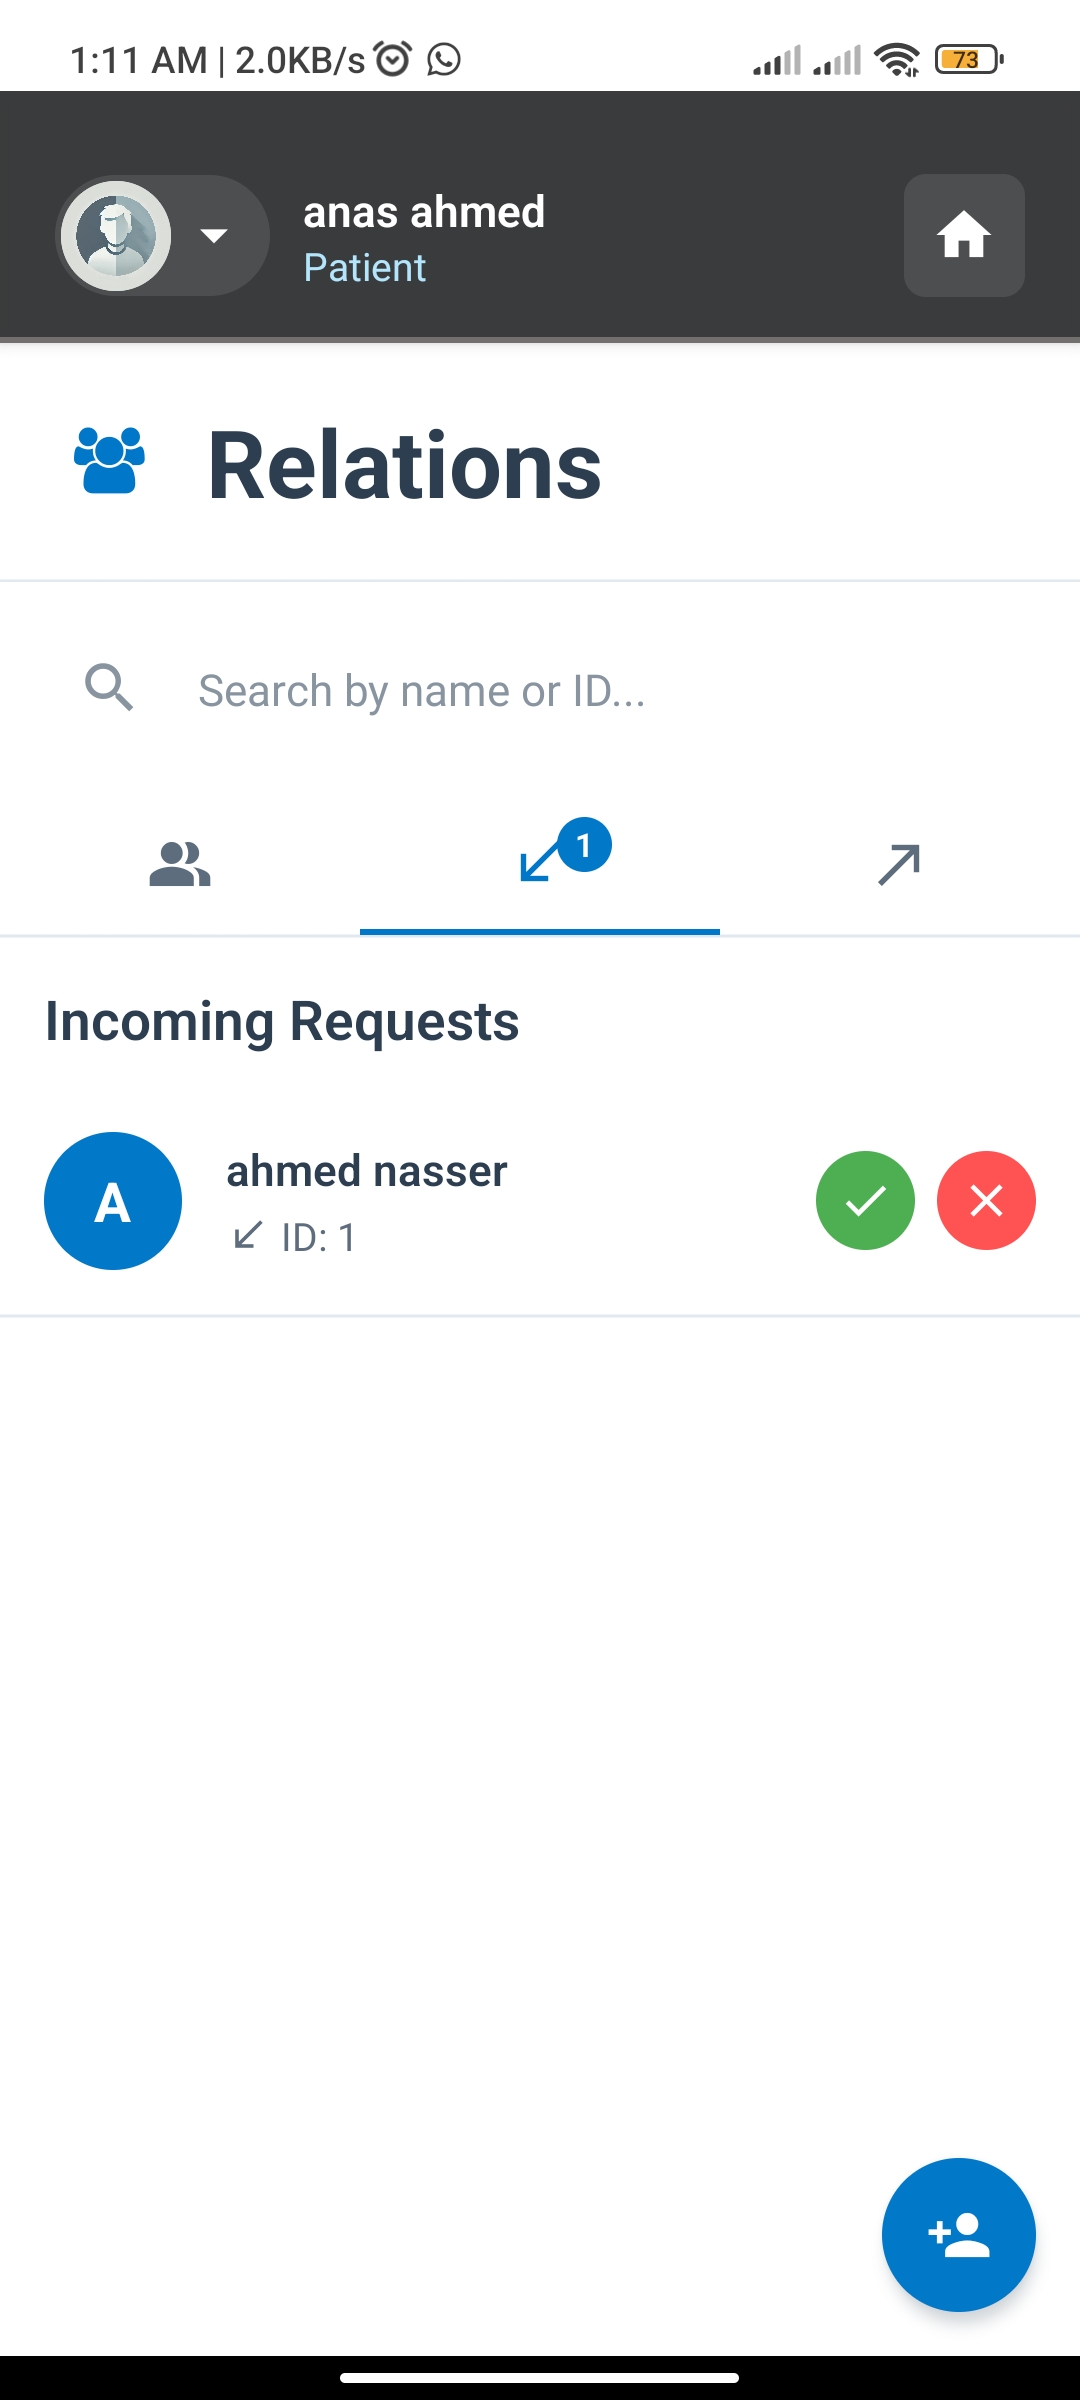 1:11 AM | 2.0KB/s
73
anas ahmed
Patient
Relations
Search by name or ID...
1
Incoming Requests
A
ahmed nasser
ID: 1